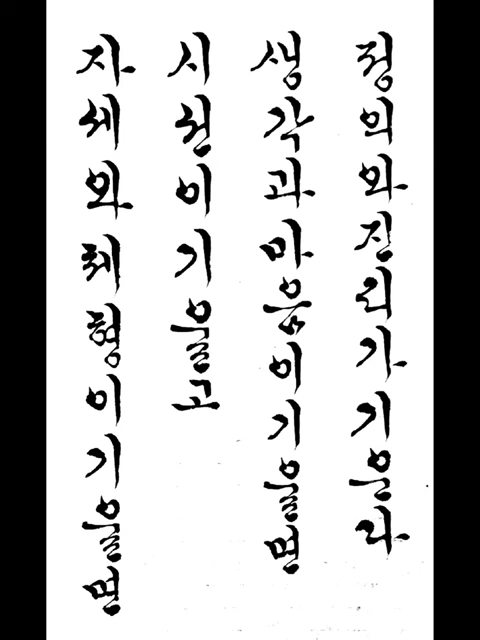 자세와체형이기울면
시선이기울고
생각과마음이기울면
정의와진리가기운다